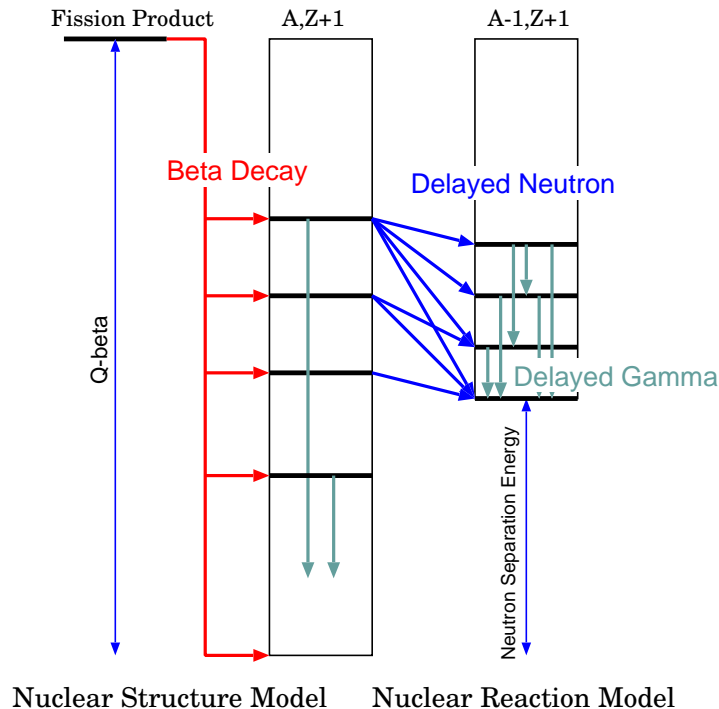 Fission Product
A,Z+1
A-1,Z+1
Beta Decay
Delayed Neutron
Q-beta
Delayed Gamma
Neutron Separation Energy
Nuclear Structure Model
Nuclear Reaction Model